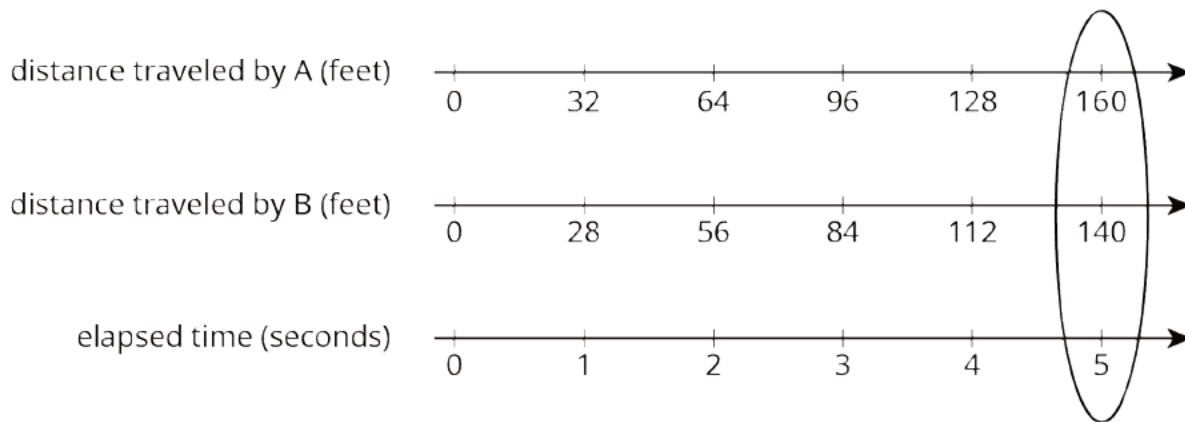 distance traveled by A (feet)
0 32 64 96 128 160
distance traveled by B (feet)
0 28 56 84 112 140
elapsed time (seconds)
0 1 2 3 4 5